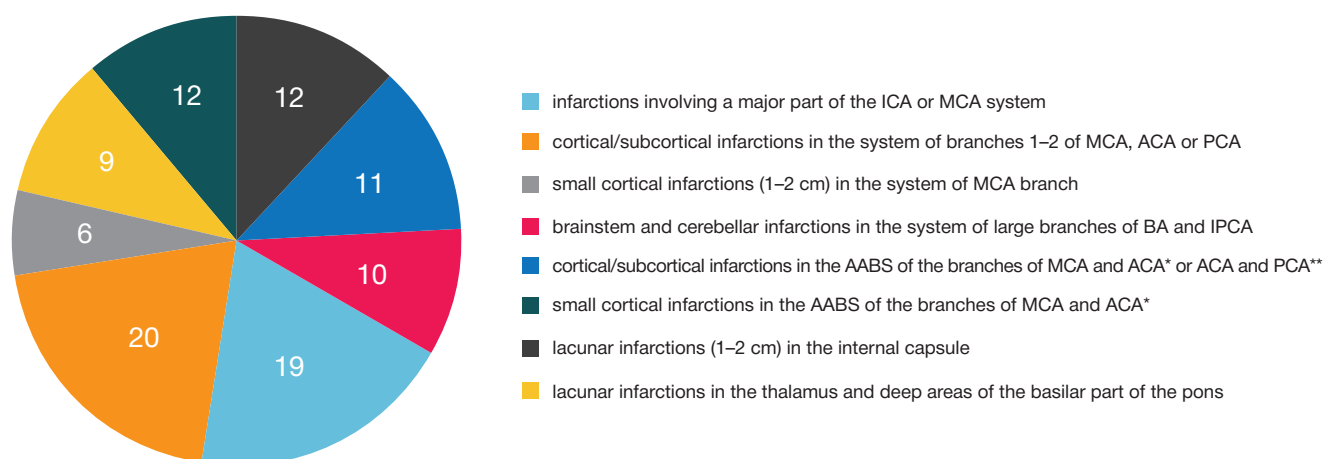 12
12
11
9
6
10
20
19
infarctions involving a major part of the ICA or MCA system
cortical/subcortical infarctions in the system of branches 1–2 of MCA, ACA or PCA
small cortical infarctions (1–2 cm) in the system of MCA branch
brainstem and cerebellar infarctions in the system of large branches of BA and IPCA
cortical/subcortical infarctions in the AABS of the branches of MCA and ACA* or ACA and PCA**
small cortical infarctions in the AABS of the branches of MCA and ACA*
lacunar infarctions (1–2 cm) in the internal capsule
lacunar infarctions in the thalamus and deep areas of the basilar part of the pons